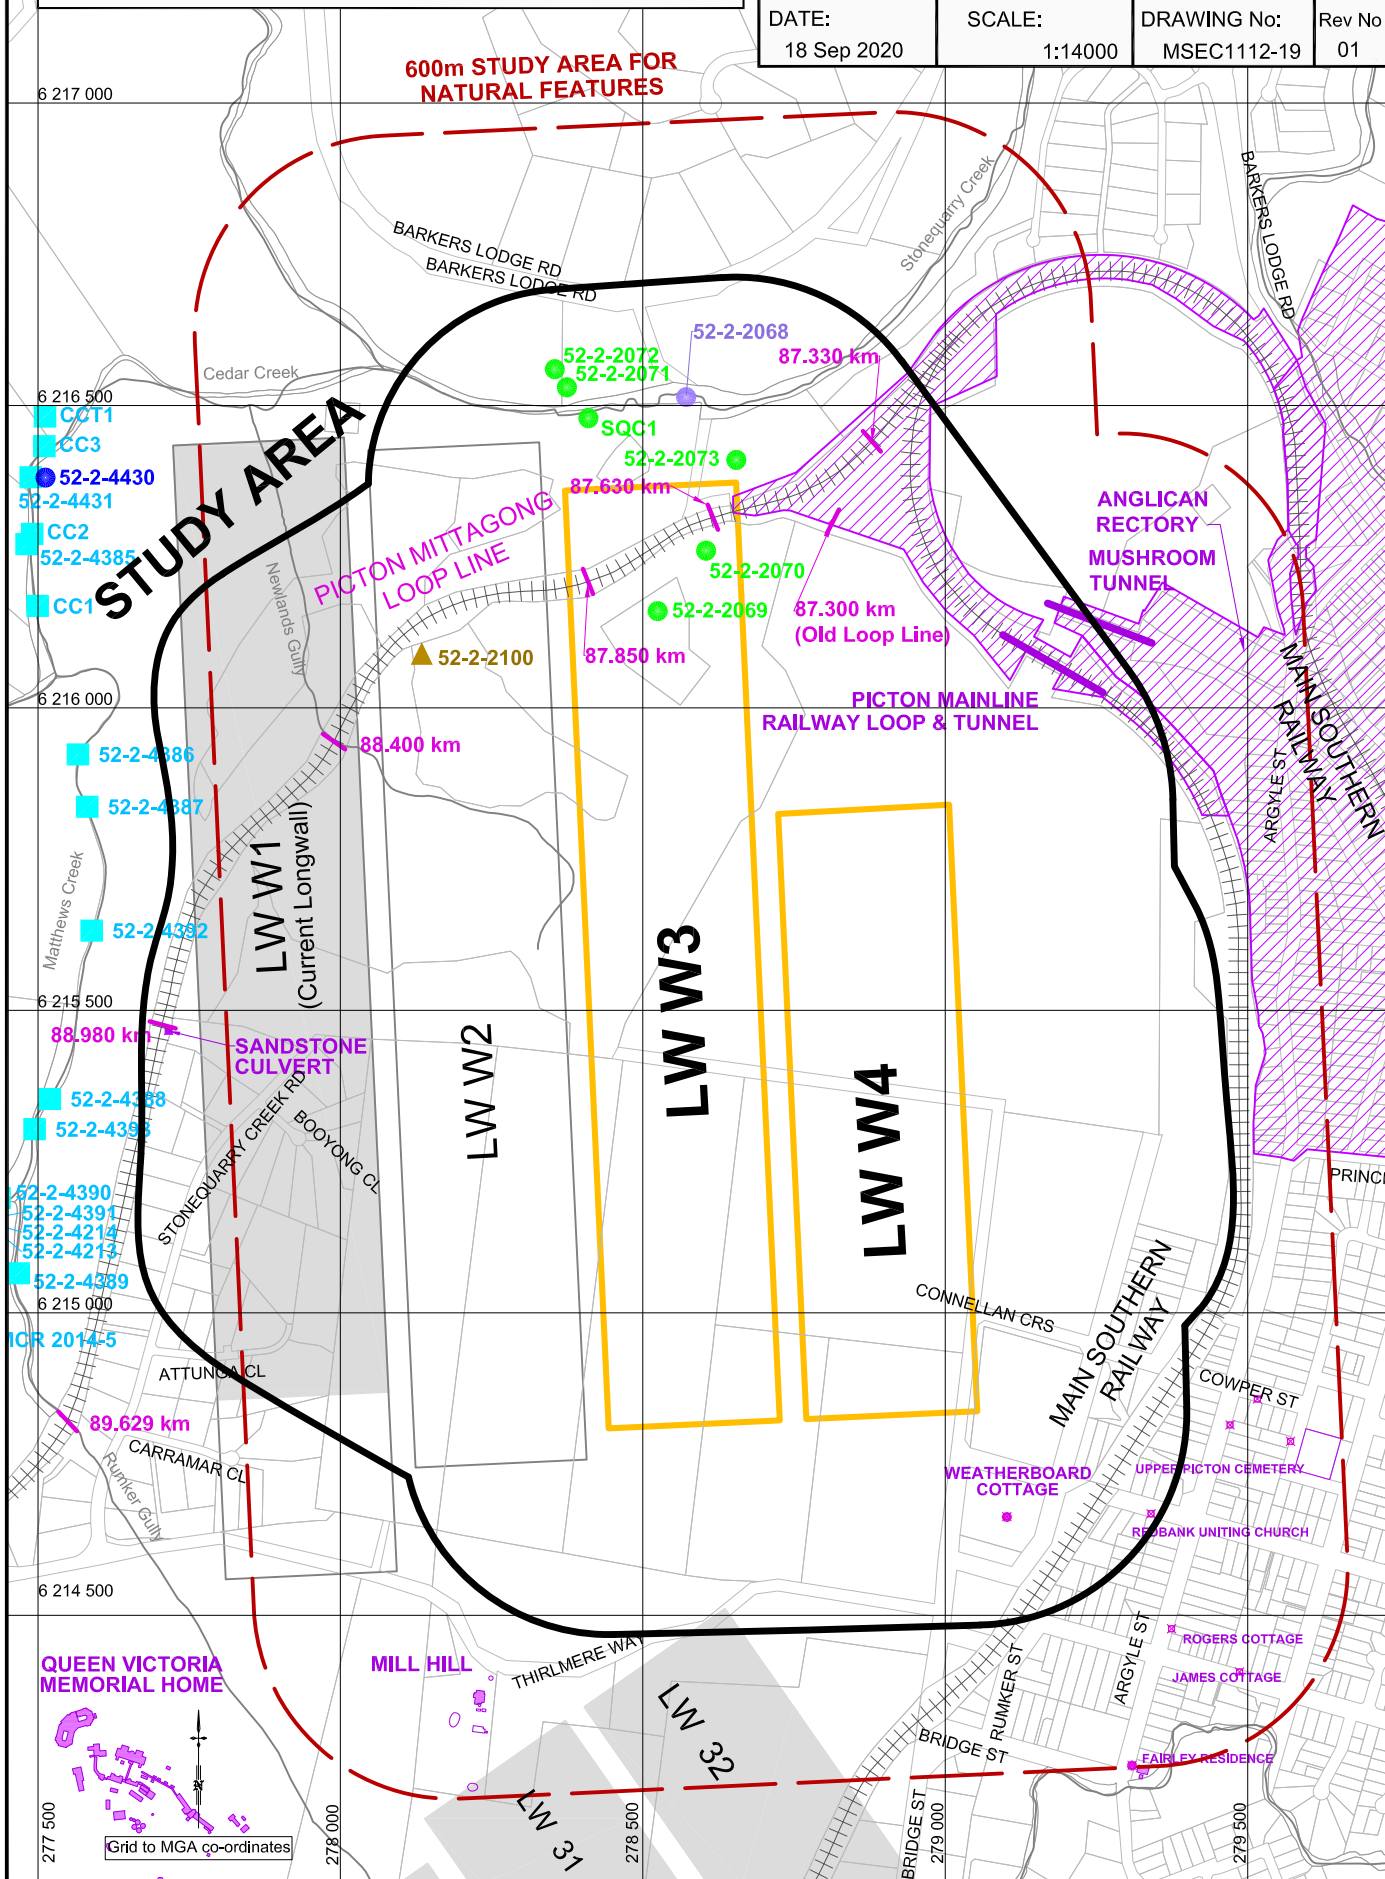 DATE:
18 Sep 2020
SCALE:
1:14000
DRAWING No:
MSEC1112-19
Rev No
01
600m STUDY AREA FOR
NATURAL FEATURES
6 217 000
BARKERS LODGE RD
BARKERS LODGE RD
Stonequarry Creek
BARKERS LODGE RD
52-2-2068
52-2-2072
52-2-2071
87.330 km
Cedar Creek
6 216 500
CCT1
SQC1
CC3
STUDY AREA
52-2-2073
52-2-4430
87.630 km
52-2-4431
ANGLICAN
RECTORY
CC2
52-2-4385
PICTON MITTAGONG
LOOP LINE
MUSHROOM
TUNNEL
52-2-2070
Newlands Gully
CC1
52-2-2069
87.300 km
(Old Loop Line)
52-2-2100
87.850 km
6 216 000
PICTON MAINLINE
RAILWAY LOOP & TUNNEL
MAIN SOUTHERN
RAILWAY
88.400 km
52-2-4386
ARGYLE ST
52-2-4387
LW W1
(Current Longwall)
Matthews Creek
52-2-4392
LW W3
6 215 500
88.980 km
SANDSTONE
CULVERT
LW W2
52-2-4388
LW W4
STONEQUARRY CREEK RD
BOOYONG CL
52-2-4393
PRINC
52-2-4390
52-2-4391
52-2-4214
52-2-4213
52-2-4389
6 215 000
CONNELLAN CRS
MAIN SOUTHERN
RAILWAY
MCR 2014-5
ATTUNGA CL
COWPER ST
89.629 km
CARRAMAR CL
Rumker Gully
WEATHERBOARD
COTTAGE
UPPER PICTON CEMETERY
REDBANK UNITING CHURCH
6 214 500
QUEEN VICTORIA
MEMORIAL HOME
MILL HILL
THIRLMERE WAY
ROGERS COTTAGE
JAMES COTTAGE
ARGYLE ST
RUMKER ST
LW 32
BRIDGE ST
FAIRLEY RESIDENCE
LW 31
BRIDGE ST
N
Grid to MGA co-ordinates
277 500
278 000
278 500
279 000
279 500